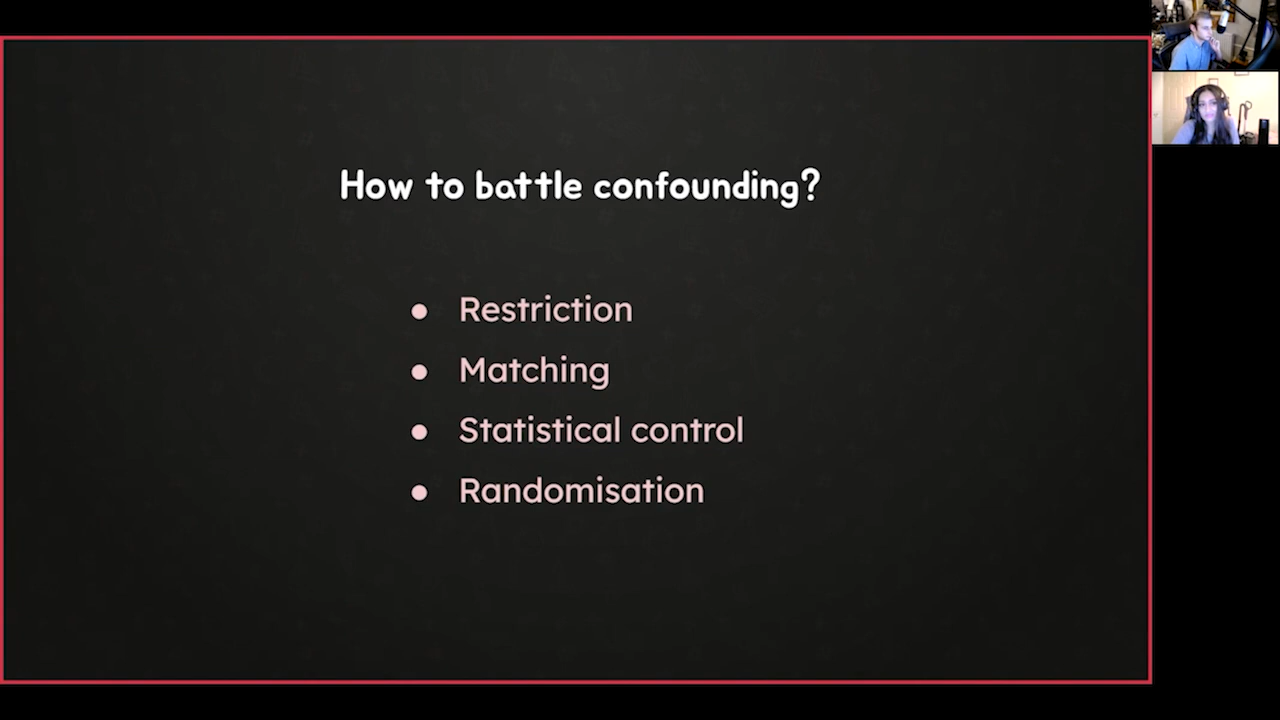 How to battle confounding?
● Restriction
● Matching
● Statistical control
● Randomisation